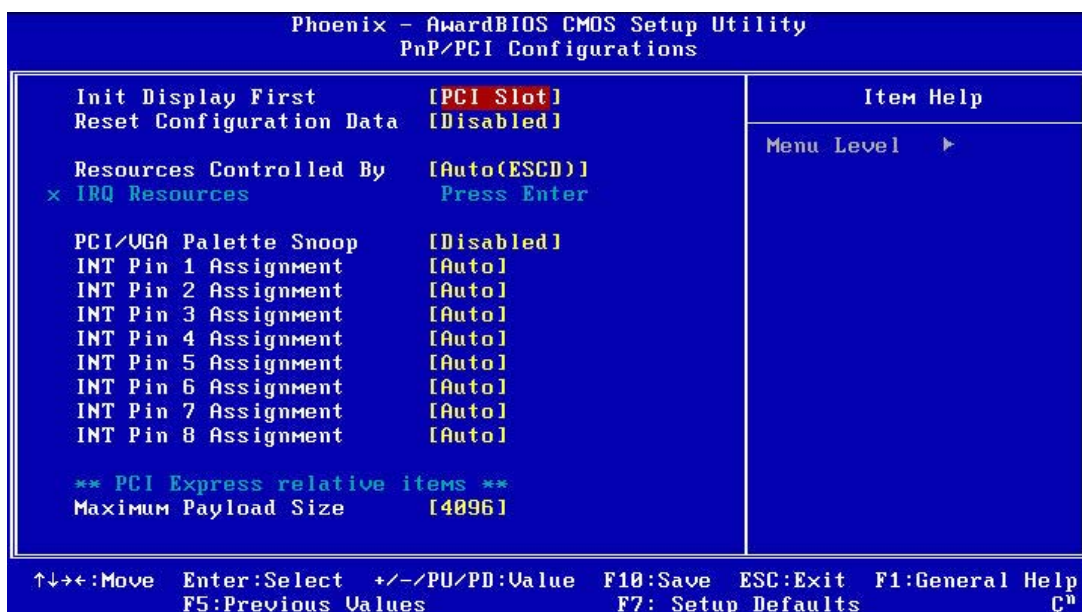 Phoenix - AwardBIOS CMOS Setup Utility
PnP/PCI Configurations
Init Display First [PCI Slot]
Reset Configuration Data [Disabled]
Resources Controlled By [Auto(ESCD)]
x IRQ Resources Press Enter
PCI/VGA Palette Snoop [Disabled]
INT Pin 1 Assignment [Auto]
INT Pin 2 Assignment [Auto]
INT Pin 3 Assignment [Auto]
INT Pin 4 Assignment [Auto]
INT Pin 5 Assignment [Auto]
INT Pin 6 Assignment [Auto]
INT Pin 7 Assignment [Auto]
INT Pin 8 Assignment [Auto]
** PCI Express relative items **
Maximum Payload Size [4096]
Item Help
Menu Level ►
↑↓→←:Move Enter:Select +/-/PU/PD:Value F10:Save ESC:Exit F1:General Help
F5:Previous Values F7: Setup Defaults Cⁿ